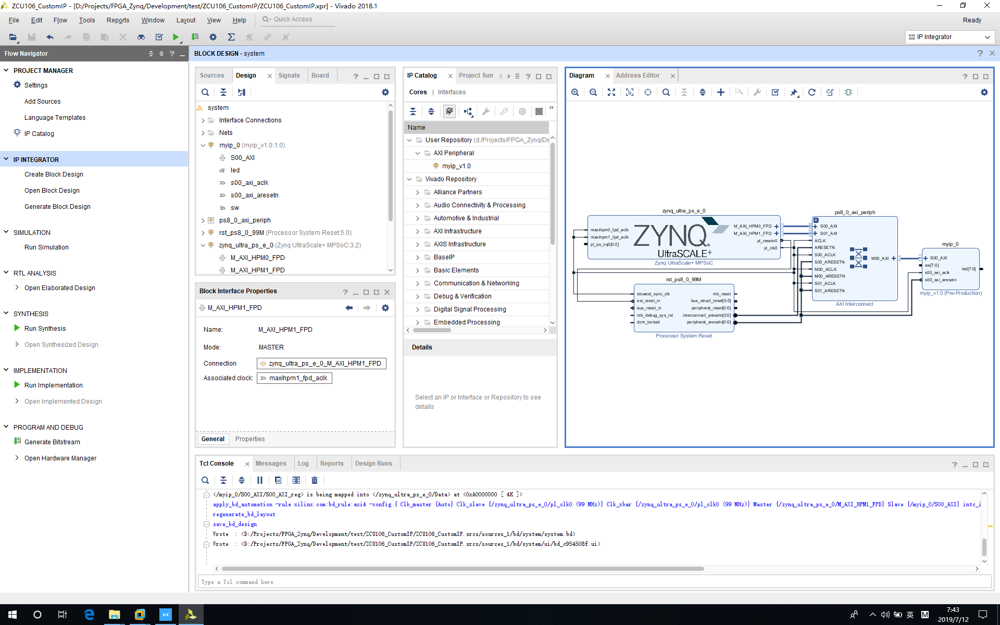 ZCU106_CustomIP - [D:/Projects/FPGA_Zynq/Development/test/ZCU106_CustomIP/ZCU106_CustomIP.xpr] - Vivado 2018.1
File Edit Flow Tools Reports Window Layout View Help Quick Access Ready
IP Integrator
Flow Navigator
PROJECT MANAGER
Settings
Add Sources
Language Templates
IP Catalog
IP INTEGRATOR
Create Block Design
Open Block Design
Generate Block Design
SIMULATION
Run Simulation
RTL ANALYSIS
Open Elaborated Design
SYNTHESIS
Run Synthesis
Open Synthesized Design
IMPLEMENTATION
Run Implementation
Open Implemented Design
PROGRAM AND DEBUG
Generate Bitstream
Open Hardware Manager
BLOCK DESIGN - system
Sources Design Signals Board
system
Interface Connections
Nets
myip_0 (myip_v1.0:1.0)
S00_AXI
led
s00_axi_aclk
s00_axi_aresetn
sw
ps8_0_axi_periph
rst_ps8_0_99M (Processor System Reset:5.0)
zynq_ultra_ps_e_0 (Zynq UltraScale+ MPSoC:3.2)
M_AXI_HPM0_FPD
M_AXI_HPM1_FPD
Block Interface Properties
M_AXI_HPM1_FPD
Name: M_AXI_HPM1_FPD
Mode: MASTER
Connection zynq_ultra_ps_e_0_M_AXI_HPM1_FPD
Associated clock: maxihpm1_fpd_aclk
General Properties
IP Catalog Project Sum
Cores | Interfaces
Name
User Repository (d:/Projects/FPGA_Zynq/De
AXI Peripheral
myip_v1.0
Vivado Repository
Alliance Partners
Audio Connectivity & Processing
Automotive & Industrial
AXI Infrastructure
AXIS Infrastructure
BaseIP
Basic Elements
Communication & Networking
Debug & Verification
Digital Signal Processing
Embedded Processing
Details
Select an IP or Interface or Repository to see
details
Diagram Address Editor
zynq_ultra_ps_e_0
maxihpm0_fpd_aclk
maxihpm1_fpd_aclk
pl_ps_irq0[0:0]
ZYNQ
UltraSCALE+
M_AXI_HPM0_FPD
M_AXI_HPM1_FPD
pl_resetn0
pl_clk0
Zynq UltraScale+ MPSoC
rst_ps8_0_99M
slowest_sync_clk
ext_reset_in
aux_reset_in
mb_debug_sys_rst
dcm_locked
mb_reset
bus_struct_reset[0:0]
peripheral_reset[0:0]
interconnect_aresetn[0:0]
peripheral_aresetn[0:0]
Processor System Reset
ps8_0_axi_periph
S00_AXI
S01_AXI
ACLK
ARESETN
S00_ACLK
S00_ARESETN
M00_ACLK
M00_ARESETN
S01_ACLK
S01_ARESETN
M00_AXI
AXI Interconnect
myip_0
S00_AXI
sw[7:0]
s00_axi_aclk
s00_axi_aresetn
led[7:0]
myip_v1.0 (Pre-Production)
Tcl Console Messages Log Reports Design Runs
</myip_0/S00_AXI/S00_AXI_reg> is being mapped into </zynq_ultra_ps_e_0/Data> at <0xA0000000 [ 4K ]>
apply_bd_automation -rule xilinx.com:bd_rule:axi4 -config { Clk_master {Auto} Clk_slave {/zynq_ultra_ps_e_0/pl_clk0 (99 MHz)} Clk_xbar {/zynq_ultra_ps_e_0/pl_clk0 (99 MHz)} Master {/zynq_ultra_ps_e_0/M_AXI_HPM1_FPD} Slave {/myip_0/S00_AXI} intc_i
regenerate_bd_layout
save_bd_design
Wrote : <D:/Projects/FPGA_Zynq/Development/test/ZCU106_CustomIP/ZCU106_CustomIP.srcs/sources_1/bd/system/system.bd>
Wrote : <D:/Projects/FPGA_Zynq/Development/test/ZCU106_CustomIP/ZCU106_CustomIP.srcs/sources_1/bd/system/ui/bd_c954508f.ui>
Type a Tcl command here
英 M
7:43
2019/7/12